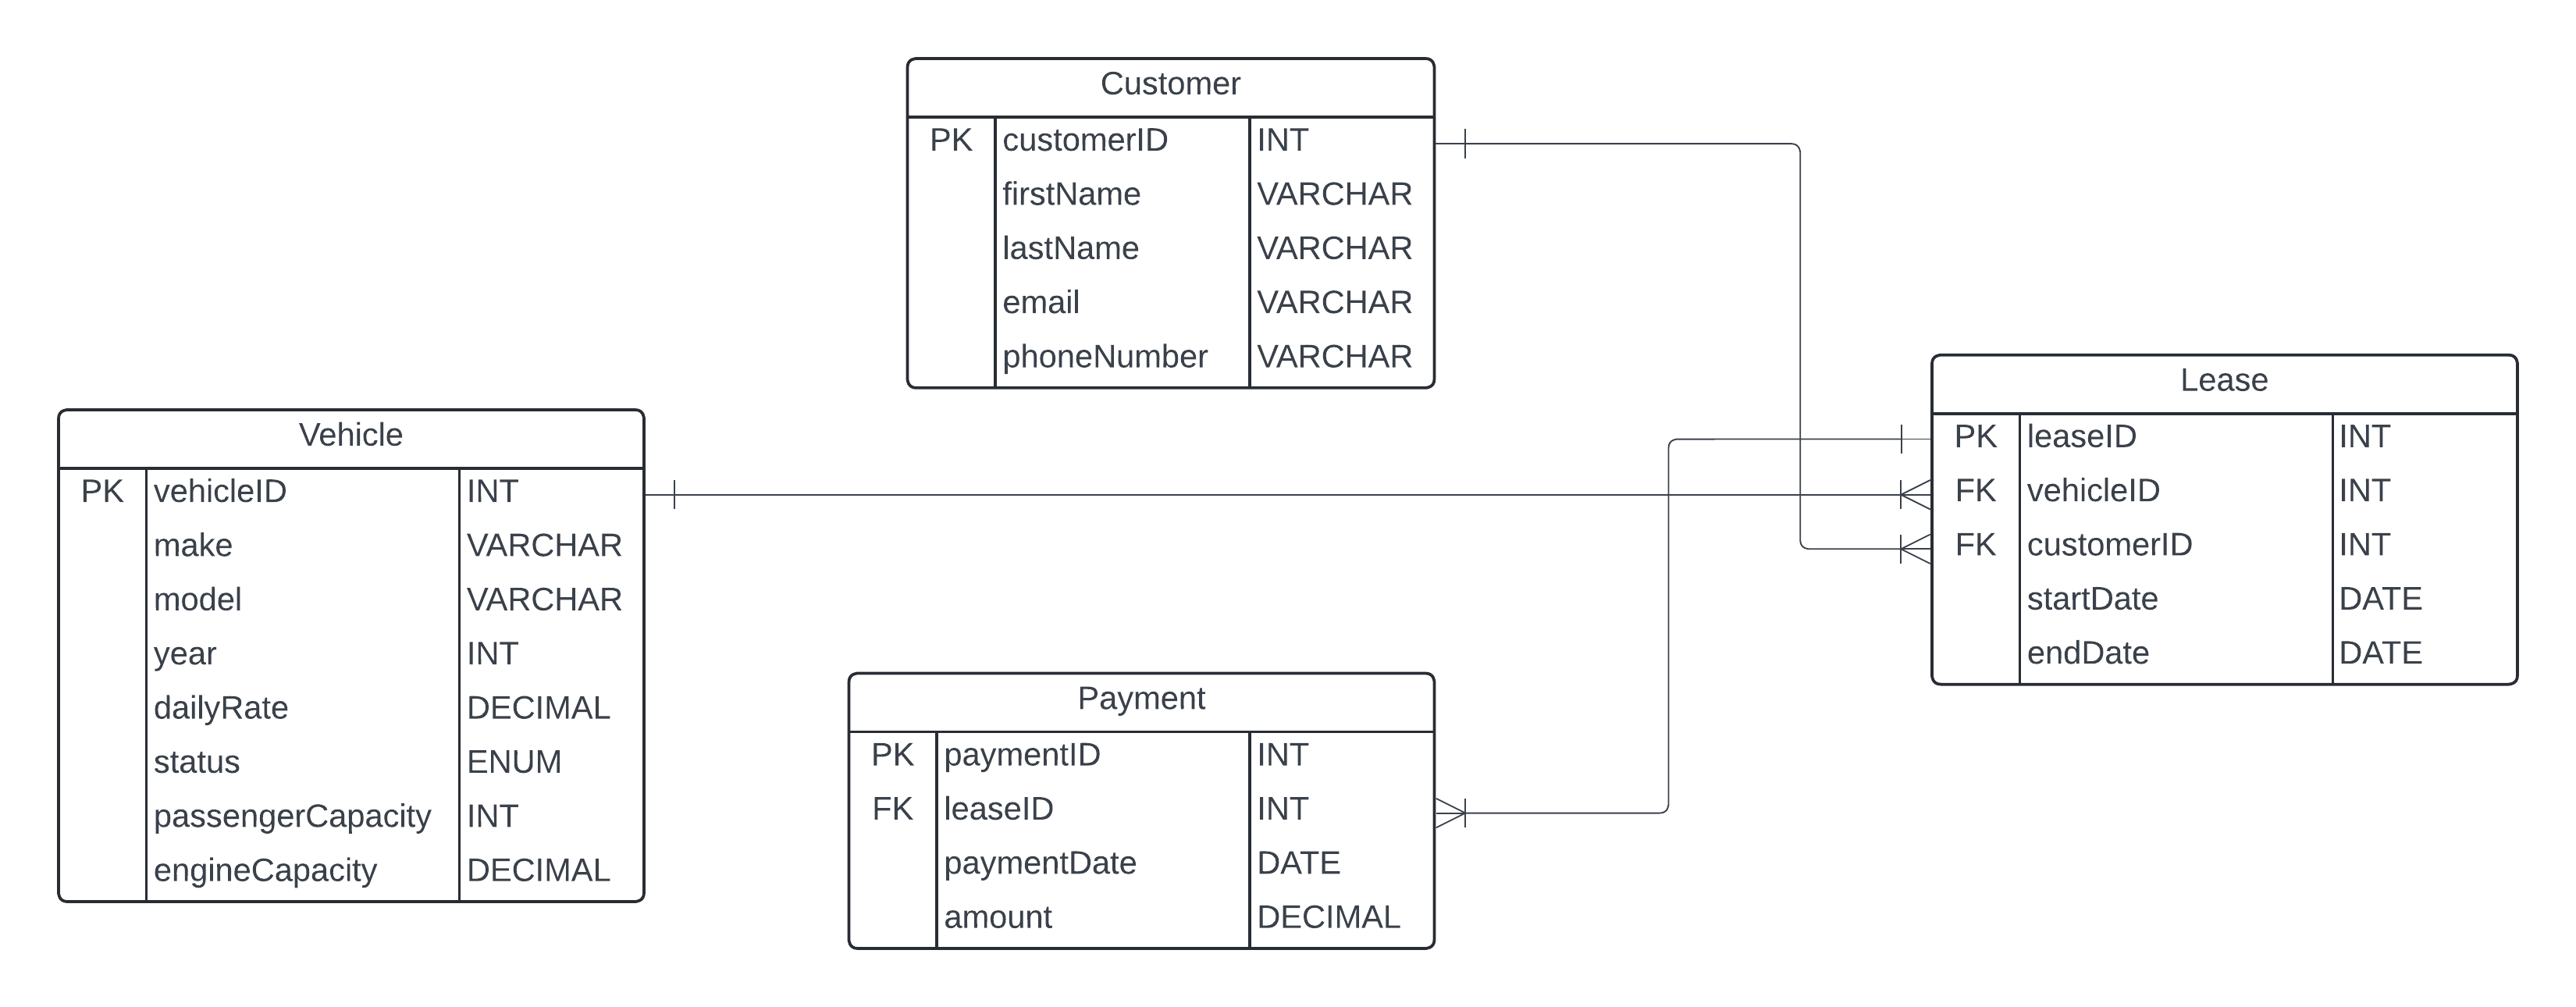 Customer
PK customerID INT
firstName VARCHAR
lastName VARCHAR
email VARCHAR
phoneNumber VARCHAR
Vehicle
PK vehicleID INT
make VARCHAR
model VARCHAR
year INT
dailyRate DECIMAL
status ENUM
passengerCapacity INT
engineCapacity DECIMAL
Payment
PK paymentID INT
FK leaseID INT
paymentDate DATE
amount DECIMAL
Lease
PK leaseID INT
FK vehicleID INT
FK customerID INT
startDate DATE
endDate DATE